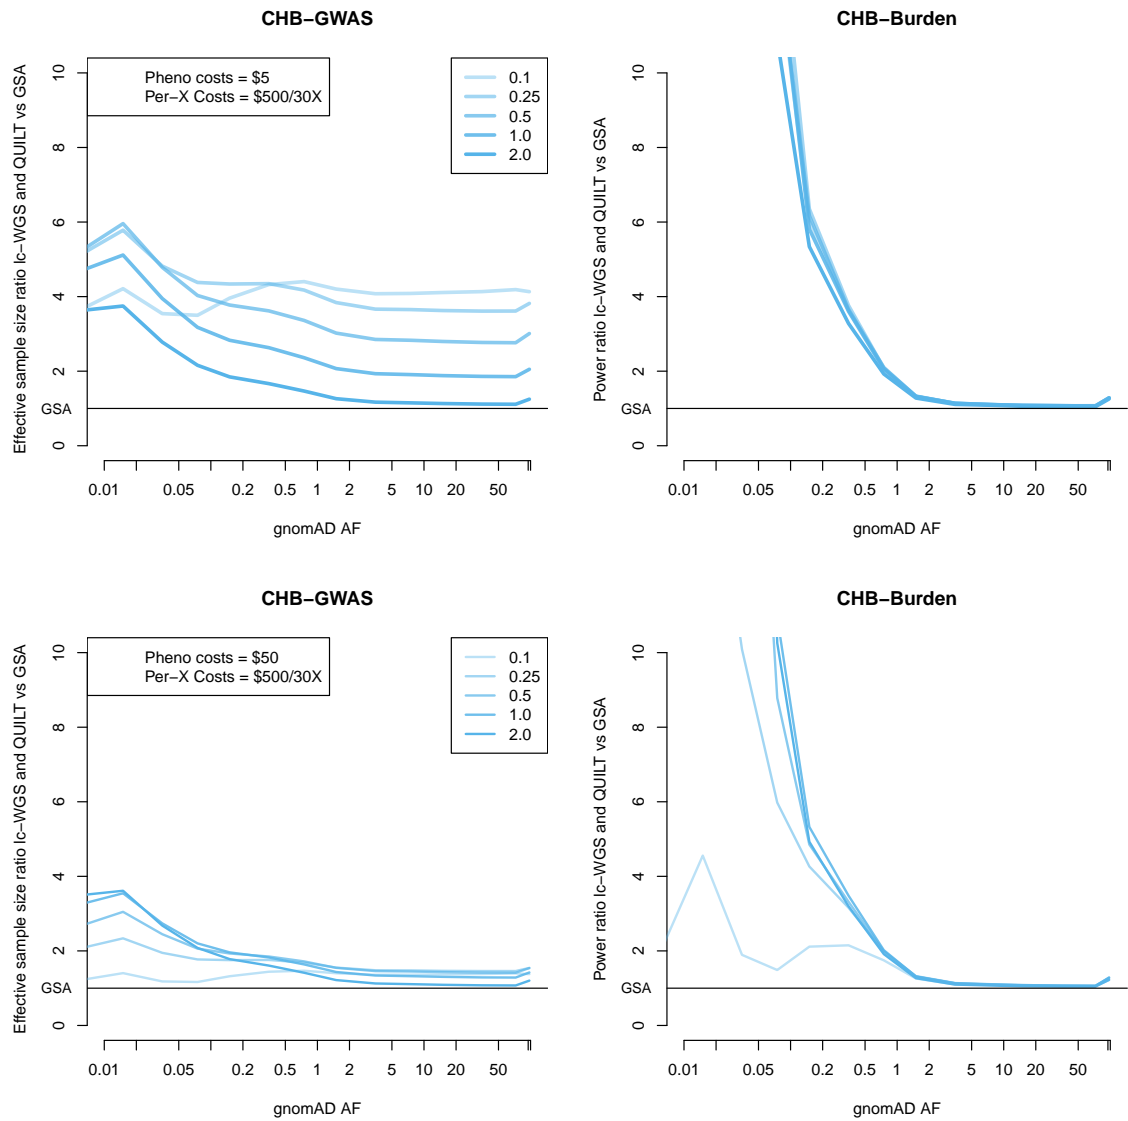 CHB−GWAS
Effective sample size ratio lc−WGS and QUILT vs GSA
10
8
6
4
2
0
GSA
Pheno costs = $5
Per−X Costs = $500/30X
0.1
0.25
0.5
1.0
2.0
0.01 0.05 0.2 0.5 1 2 5 10 20 50
gnomAD AF
CHB−Burden
Power ratio lc−WGS and QUILT vs GSA
10
8
6
4
2
0
GSA
0.01 0.05 0.2 0.5 1 2 5 10 20 50
gnomAD AF
CHB−GWAS
Effective sample size ratio lc−WGS and QUILT vs GSA
10
8
6
4
2
0
GSA
Pheno costs = $50
Per−X Costs = $500/30X
0.1
0.25
0.5
1.0
2.0
0.01 0.05 0.2 0.5 1 2 5 10 20 50
gnomAD AF
CHB−Burden
Power ratio lc−WGS and QUILT vs GSA
10
8
6
4
2
0
GSA
0.01 0.05 0.2 0.5 1 2 5 10 20 50
gnomAD AF